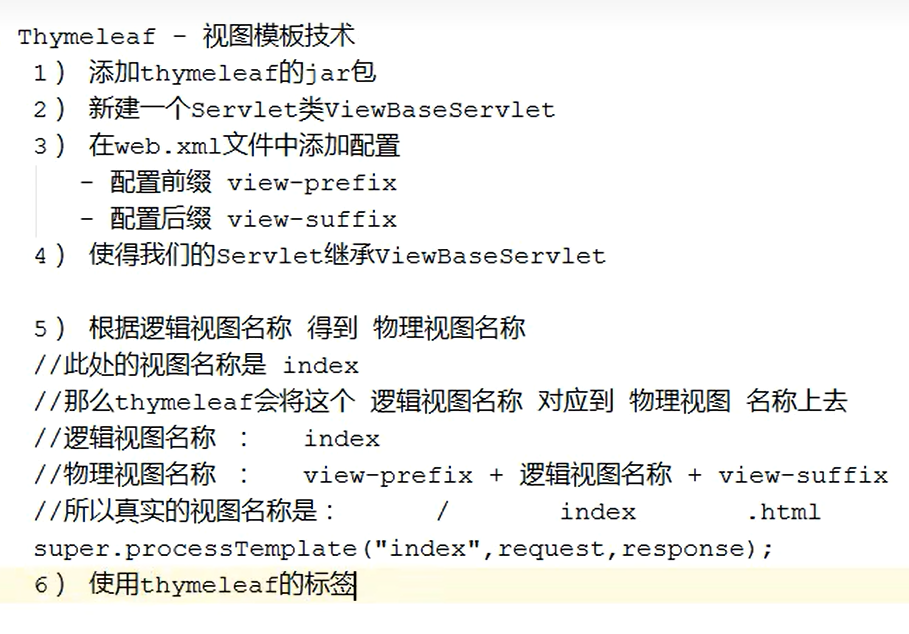 Thymeleaf - 视图模板技术
1） 添加thymeleaf的jar包
2） 新建一个Servlet类ViewBaseServlet
3） 在web.xml文件中添加配置
- 配置前缀 view-prefix
- 配置后缀 view-suffix
4） 使得我们的Servlet继承ViewBaseServlet
5） 根据逻辑视图名称 得到 物理视图名称
//此处的视图名称是 index
//那么thymeleaf会将这个 逻辑视图名称 对应到 物理视图 名称上去
//逻辑视图名称 ： index
//物理视图名称 ： view-prefix + 逻辑视图名称 + view-suffix
//所以真实的视图名称是： / index .html
super.processTemplate("index",request,response);
6） 使用thymeleaf的标签